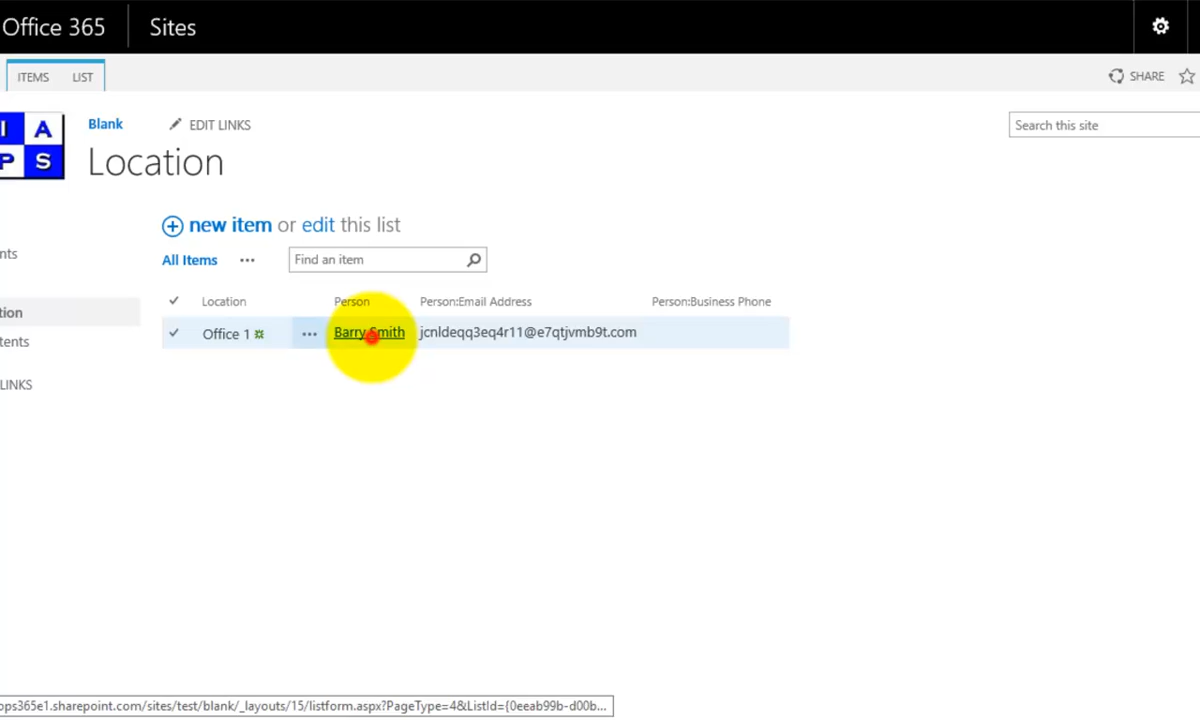 Office 365 Sites
ITEMS LIST SHARE
I A
P S
Blank EDIT LINKS
Search this site
Location
new item or edit this list
nts
All Items ••• Find an item
tion
Location Person Person:Email Address Person:Business Phone
Office 1 ••• Barry Smith jcnldeqq3eq4r11@e7qtjvmb9t.com
tents
LINKS
ops365e1.sharepoint.com/sites/test/blank/_layouts/15/listform.aspx?PageType=4&ListId={0eeab99b-d00b...